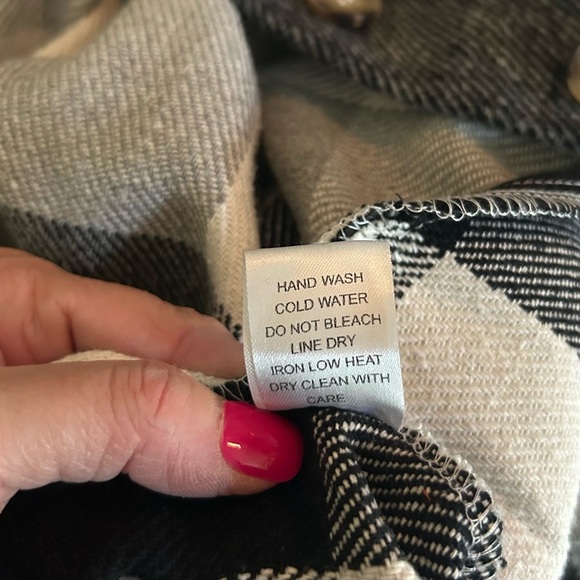 HAND WASH
COLD WATER
DO NOT BLEACH
LINE DRY
IRON LOW HEAT
DRY CLEAN WITH
CARE